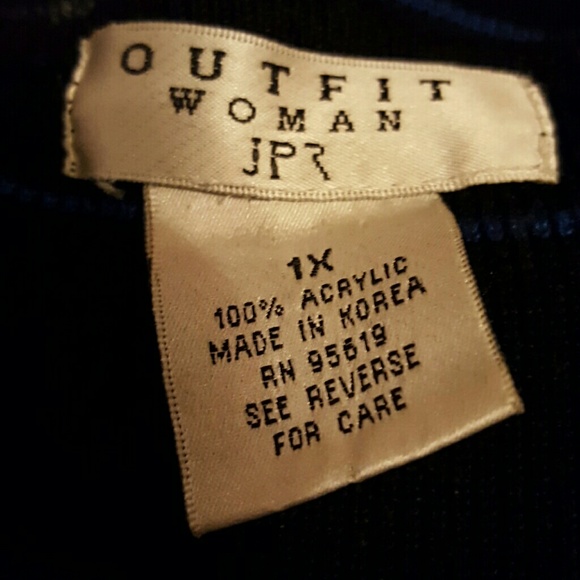 OUTFIT
WOMAN
JPR
1X
100% ACRYLIC
MADE IN KOREA
RN 95619
SEE REVERSE
FOR CARE